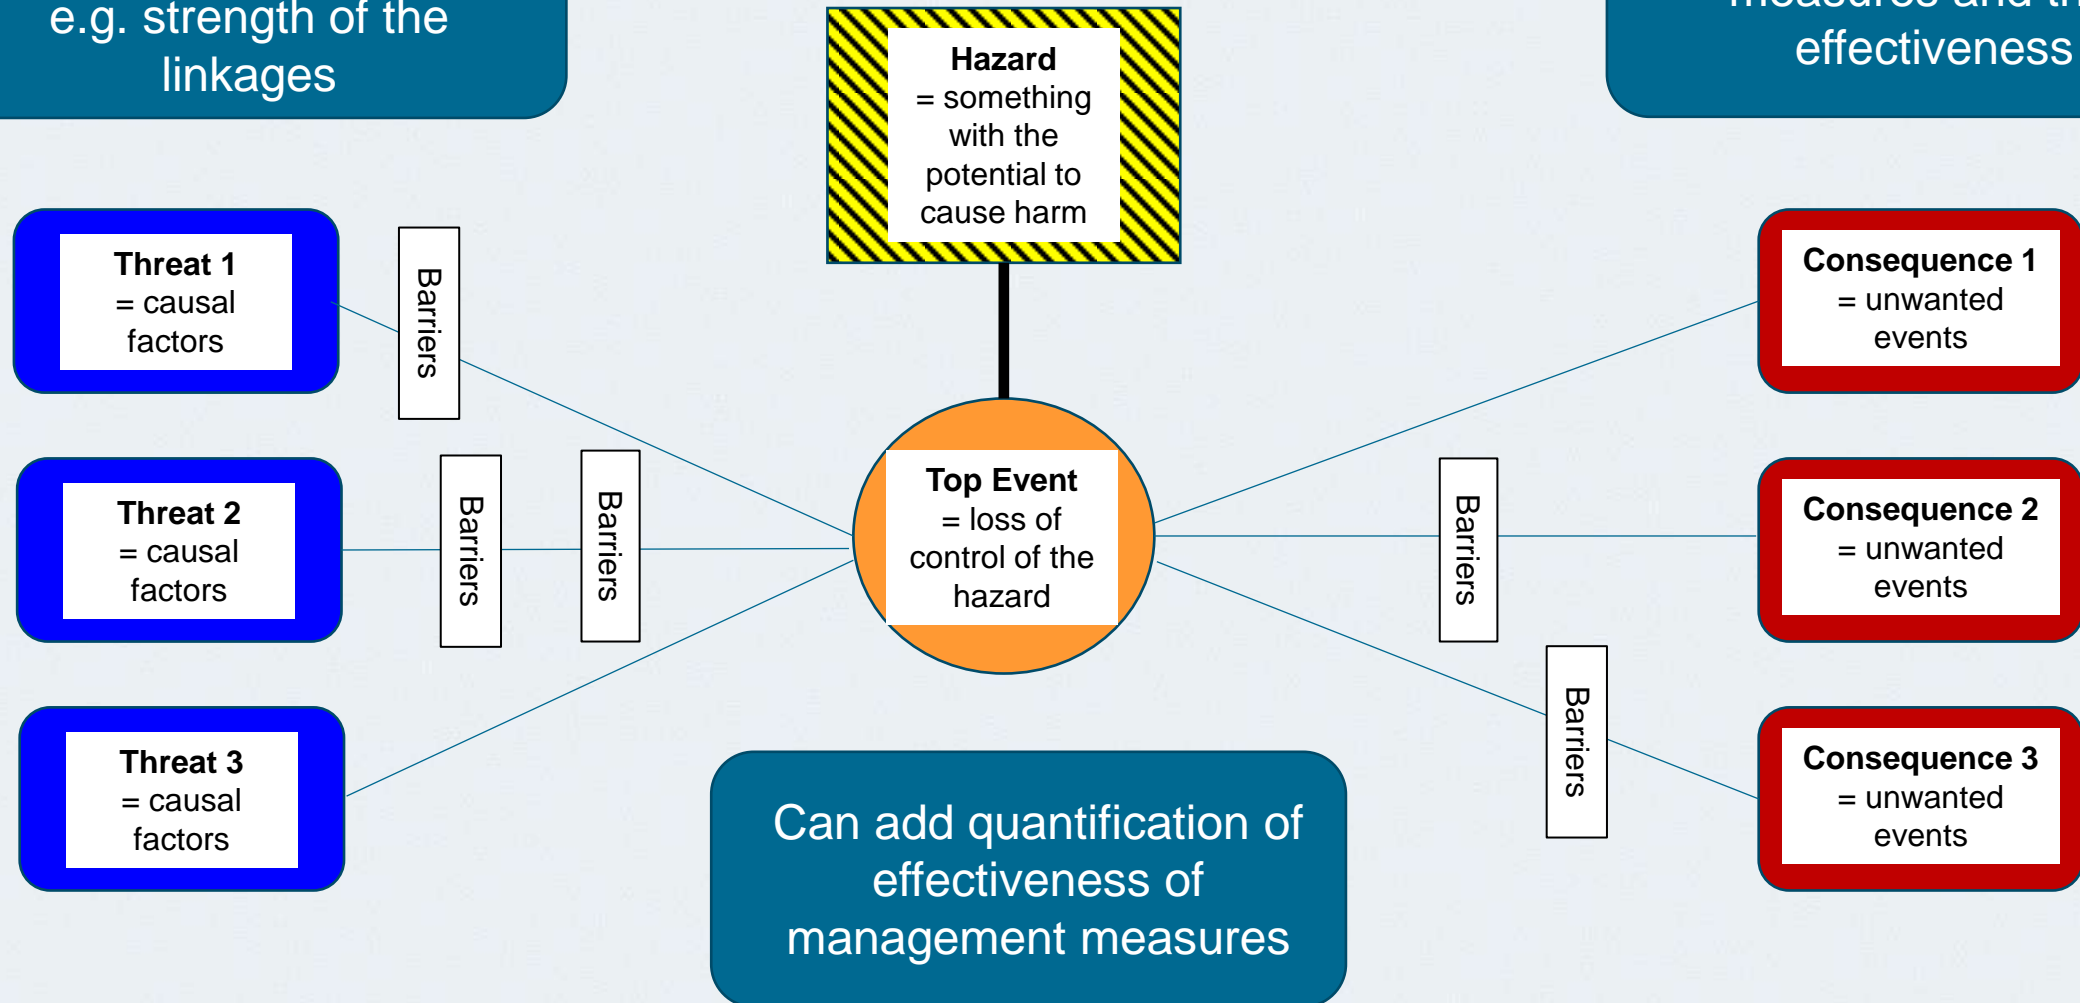 e.g. strength of the
linkages
effectiveness
Hazard
= something
with the
potential to
cause harm
Threat 1
= causal
factors
Barriers
Consequence 1
= unwanted
events
Threat 2
= causal
factors
Barriers
Barriers
Top Event
= loss of
control of the
hazard
Barriers
Consequence 2
= unwanted
events
Threat 3
= causal
factors
Barriers
Consequence 3
= unwanted
events
Can add quantification of
effectiveness of
management measures